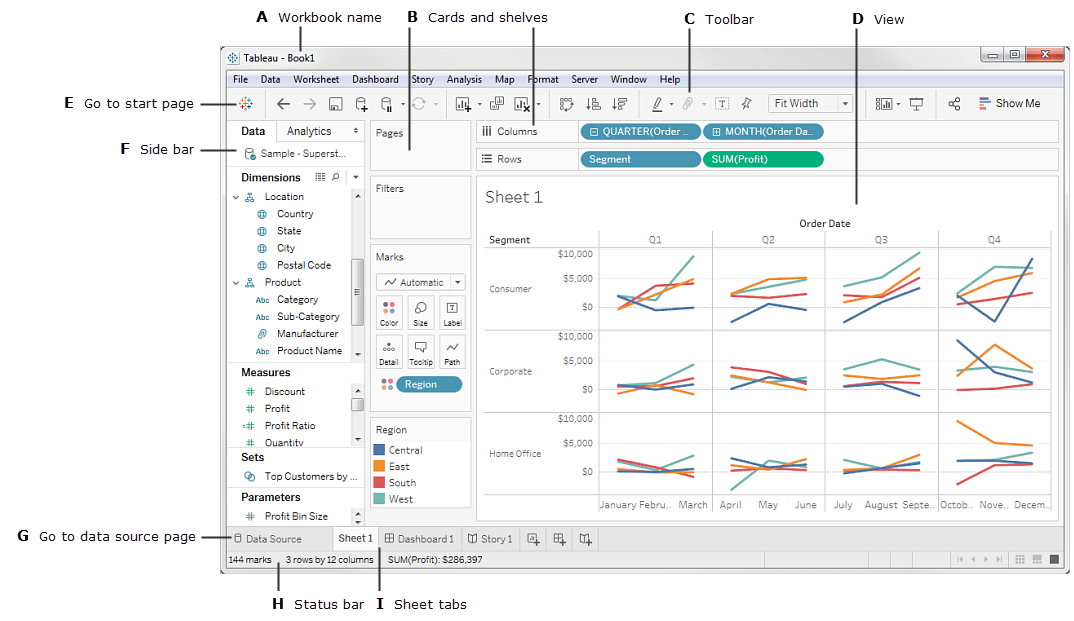 A Workbook name
B Cards and shelves
C Toolbar
D View
Tableau - Book1
File Data Worksheet Dashboard Story Analysis Map Format Server Window Help
E Go to start page
Fit Width
Show Me
Data Analytics
Pages
Columns
QUARTER(Order ..
MONTH(Order Da..
F Side bar
Sample - Superst...
Rows
Segment
SUM(Profit)
Dimensions
Filters
Location
Country
State
City
Postal Code
Product
Abc Category
Abc Sub-Category
Manufacturer
Abc Product Name
Marks
Automatic
Color Size Label
Detail Tooltip Path
Region
Measures
Discount
Profit
Profit Ratio
Quantity
Sets
Top Customers by ...
Parameters
Profit Bin Size
Region
Central
East
South
West
Sheet 1
Order Date
Segment Q1 Q2 Q3 Q4
Consumer
$10,000
$5,000
$0
Corporate
$10,000
$5,000
$0
Home Office
$10,000
$5,000
$0
January Febru.. March April May June July August Septe.. Octob.. Nove.. Decem..
G Go to data source page
Data Source Sheet 1 Dashboard 1 Story 1
144 marks 3 rows by 12 columns SUM(Profit): $286,397
H Status bar
I Sheet tabs